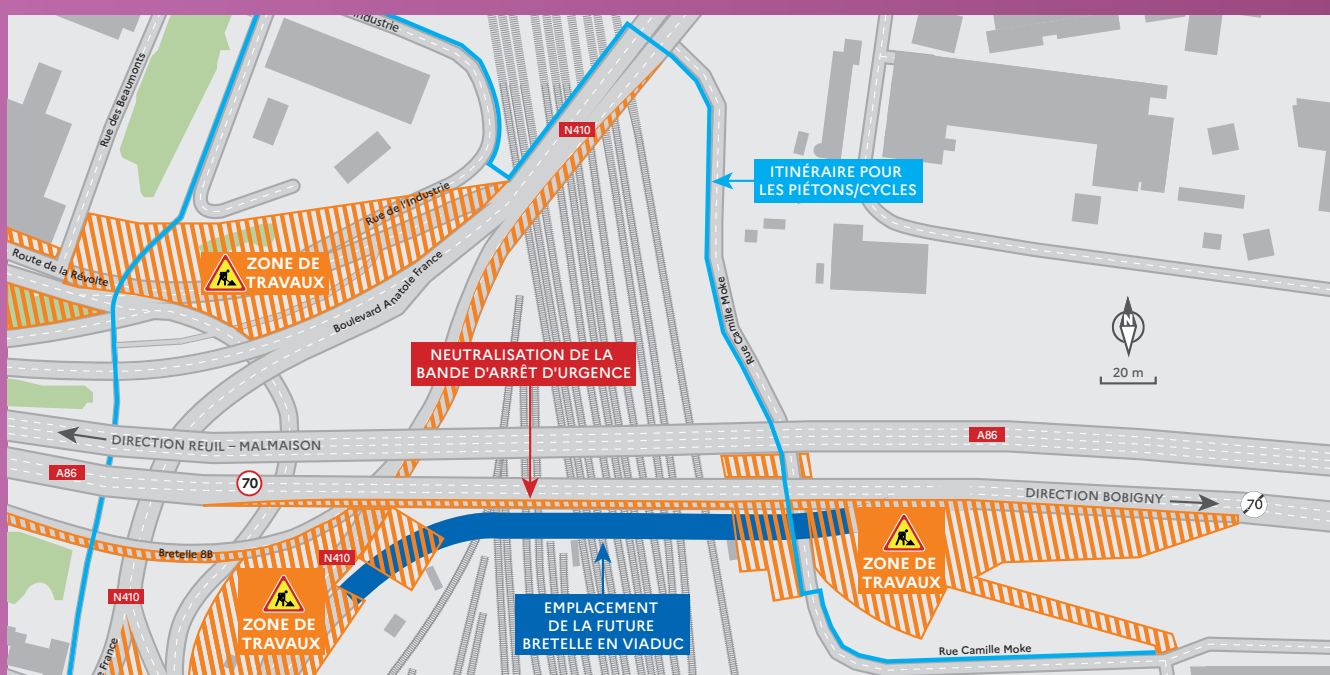 Industrie
Rue des Beaumonts
N410
ITINÉRAIRE POUR
LES PIÉTONS/CYCLES
Rue de l'Industrie
Route de la Révolte
ZONE DE
TRAVAUX
Boulevard Anatole France
Rue Camille Moke
N
20 m
NEUTRALISATION DE LA
BANDE D'ARRÊT D'URGENCE
DIRECTION REUIL – MALMAISON
A86
A86
70
DIRECTION BOBIGNY
70
Bretelle 8B
N410
ZONE DE
TRAVAUX
N410
ZONE DE
TRAVAUX
EMPLACEMENT
DE LA FUTURE
BRETELLE EN VIADUC
Rue Camille Moke
e France